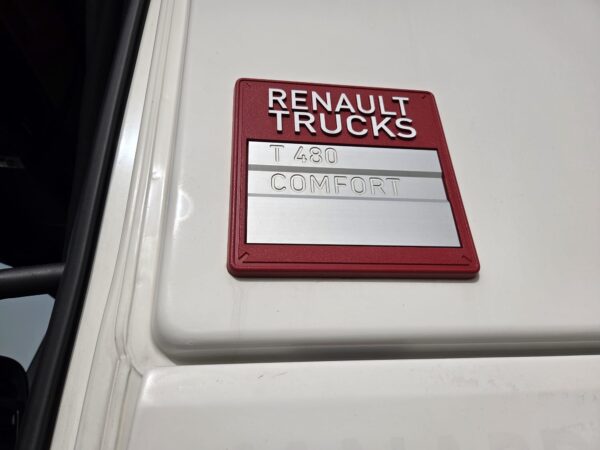 RENAULT
TRUCKS
T 480
COMFORT